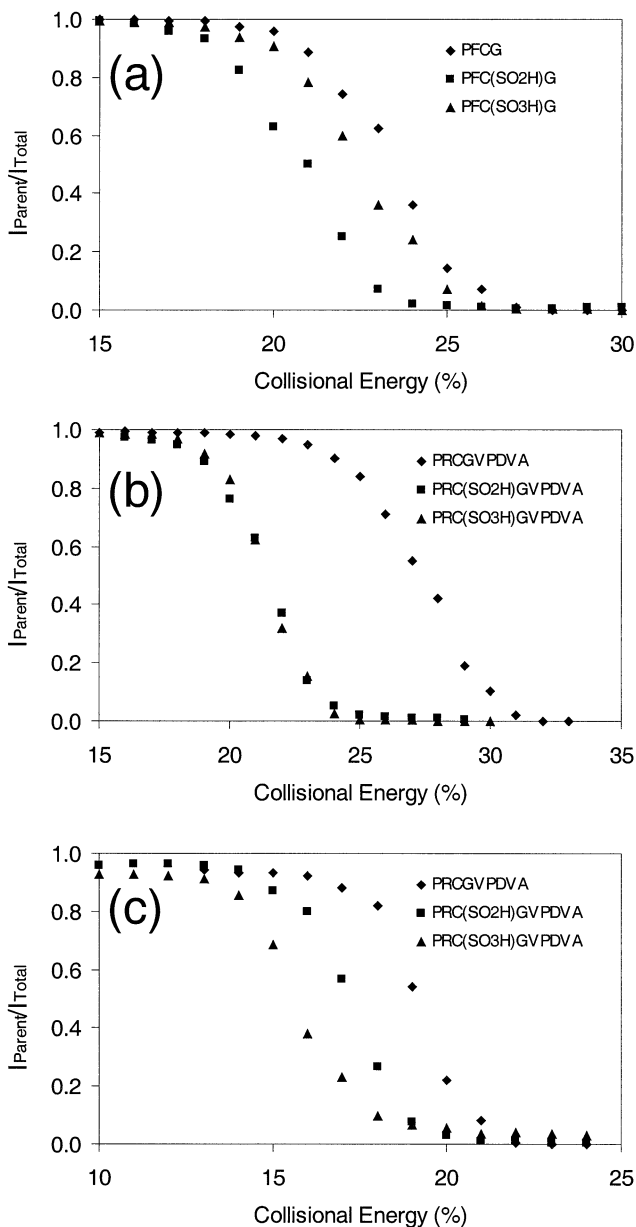 (a)
IParent/ITotal
1.0
0.8
0.6
0.4
0.2
0.0
PFCG
PFC(SO2H)G
PFC(SO3H)G
15 20 25 30
Collisional Energy (%)
(b)
IParent/ITotal
1.0
0.8
0.6
0.4
0.2
0.0
PRCGVPDVA
PRC(SO2H)GVPDVA
PRC(SO3H)GVPDVA
15 20 25 30 35
Collisional Energy (%)
(c)
IParent/ITotal
1.0
0.8
0.6
0.4
0.2
0.0
PRCGVPDVA
PRC(SO2H)GVPDVA
PRC(SO3H)GVPDVA
10 15 20 25
Collisional Energy (%)